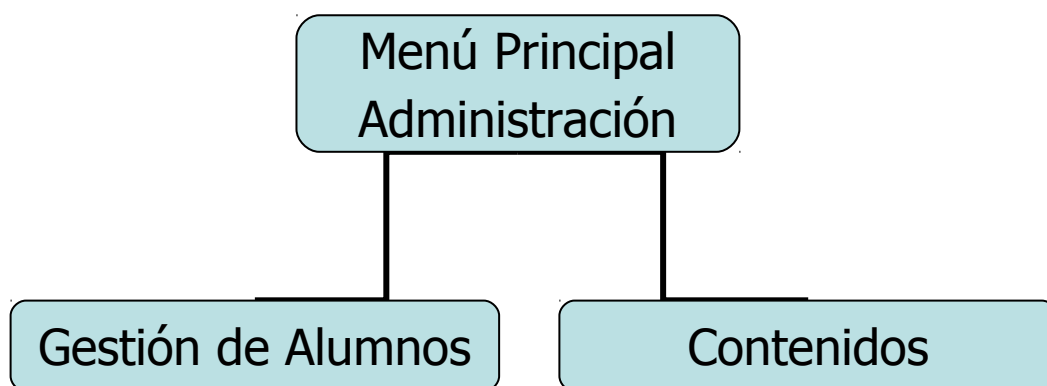 Menú Principal
Administración
Gestión de Alumnos
Contenidos